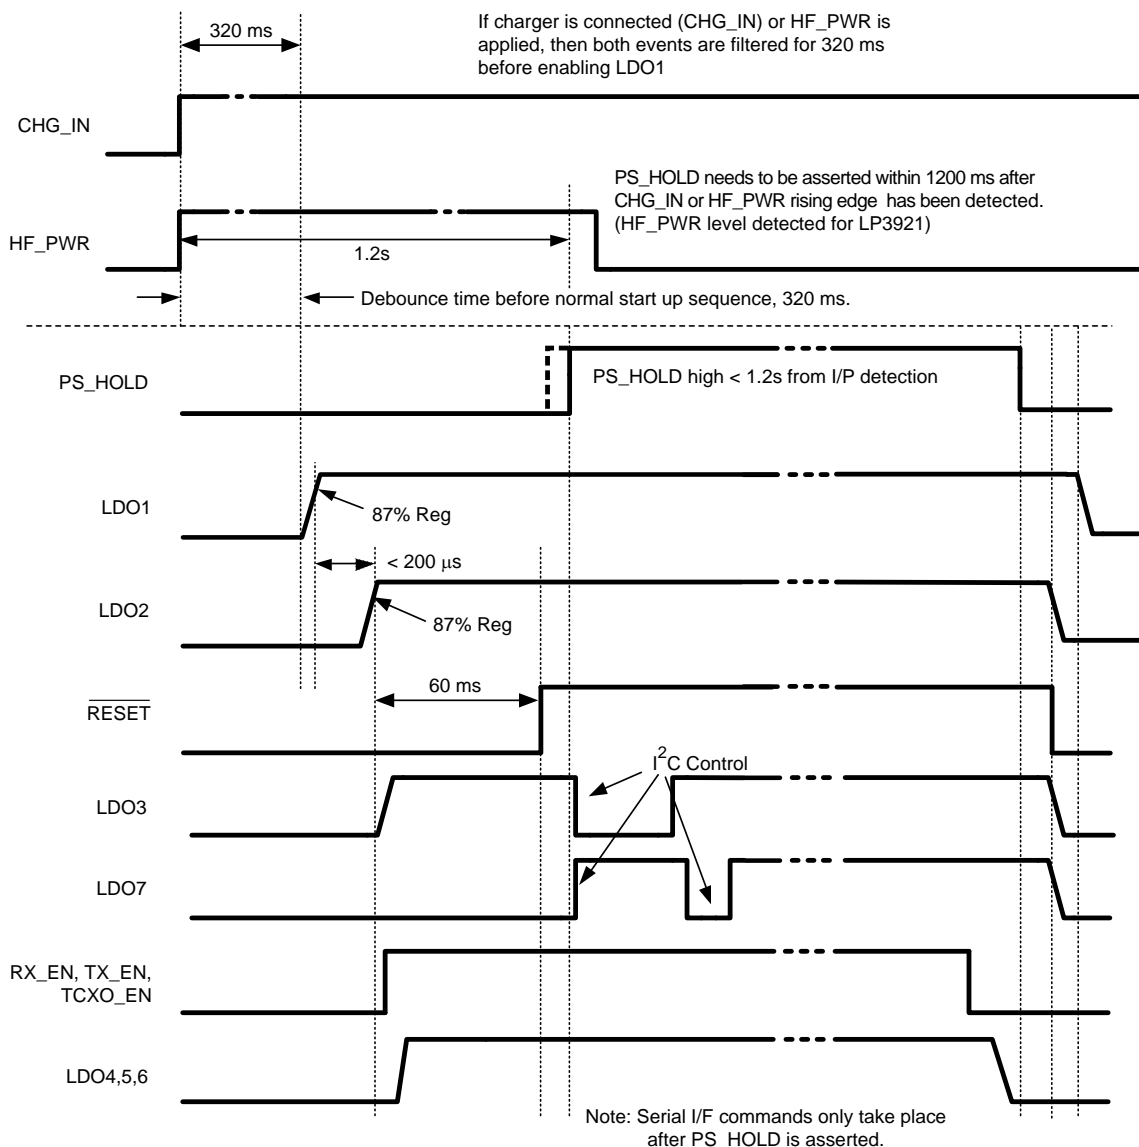 320 ms
If charger is connected (CHG_IN) or HF_PWR is
applied, then both events are filtered for 320 ms
before enabling LDO1
CHG_IN
PS_HOLD needs to be asserted within 1200 ms after
CHG_IN or HF_PWR rising edge has been detected.
(HF_PWR level detected for LP3921)
HF_PWR
1.2s
Debounce time before normal start up sequence, 320 ms.
PS_HOLD
PS_HOLD high < 1.2s from I/P detection
LDO1
87% Reg
< 200 μs
LDO2
87% Reg
60 ms
RESET
I2C Control
LDO3
LDO7
RX_EN, TX_EN,
TCXO_EN
LDO4,5,6
Note: Serial I/F commands only take place
after PS_HOLD is asserted.